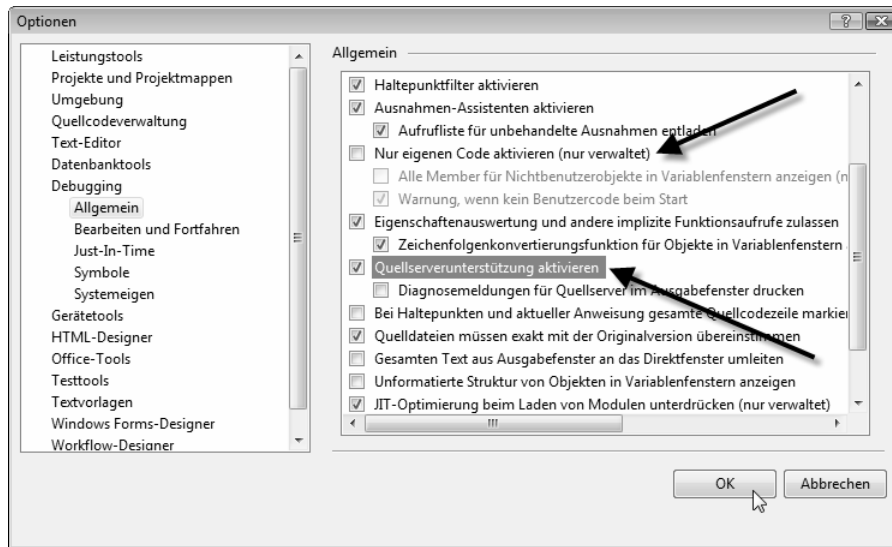 Optionen
Leistungstools
Projekte und Projektmappen
Umgebung
Quellcodeverwaltung
Text-Editor
Datenbanktools
Debugging
Allgemein
Bearbeiten und Fortfahren
Just-In-Time
Symbole
Systemeigen
Gerätetools
HTML-Designer
Office-Tools
Testtools
Textvorlagen
Windows Forms-Designer
Workflow-Designer
Allgemein
Haltepunktfilter aktivieren
Ausnahmen-Assistenten aktivieren
Aufrufliste für unbehandelte Ausnahmen entladen
Nur eigenen Code aktivieren (nur verwaltet)
Alle Member für Nichtbenutzerobjekte in Variablenfenstern anzeigen (n
Warnung, wenn kein Benutzercode beim Start
Eigenschaftenauswertung und andere implizite Funktionsaufrufe zulassen
Zeichenfolgenkonvertierungsfunktion für Objekte in Variablenfenstern
Quellserverunterstützung aktivieren
Diagnosemeldungen für Quellserver im Ausgabefenster drucken
Bei Haltepunkten und aktueller Anweisung gesamte Quellcodezeile markier
Quelldateien müssen exakt mit der Originalversion übereinstimmen
Gesamten Text aus Ausgabefenster an das Direktfenster umleiten
Unformatierte Struktur von Objekten in Variablenfenstern anzeigen
JIT-Optimierung beim Laden von Modulen unterdrücken (nur verwaltet)
OK
Abbrechen